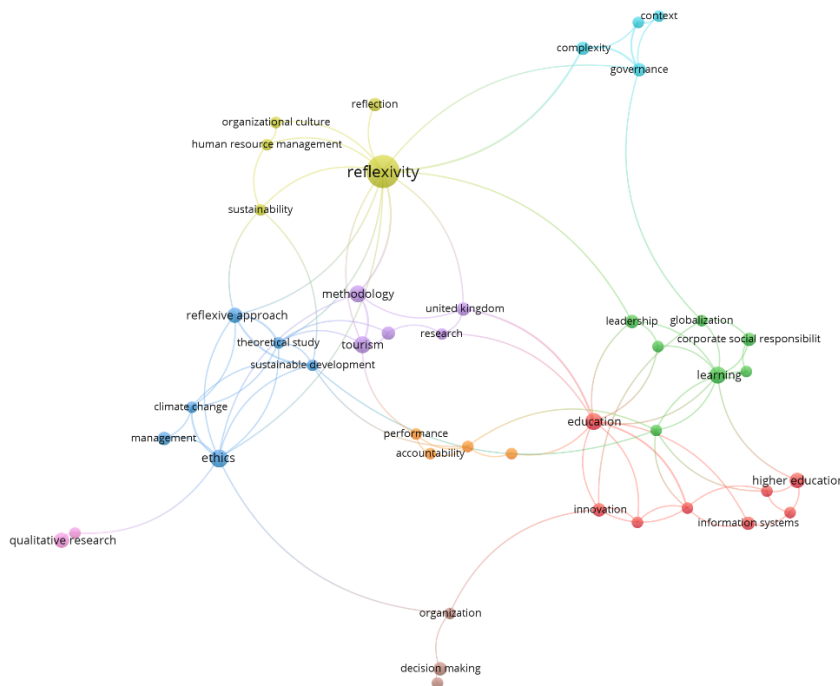 context
complexity
governance
reflection
organizational culture
human resource management
reflexivity
sustainability
methodology
reflexive approach
united kingdom
leadership
globalization
research
theoretical study
tourism
corporate social responsibilit
sustainable development
learning
climate change
education
performance
management
accountability
ethics
higher education
innovation
information systems
qualitative research
organization
decision making